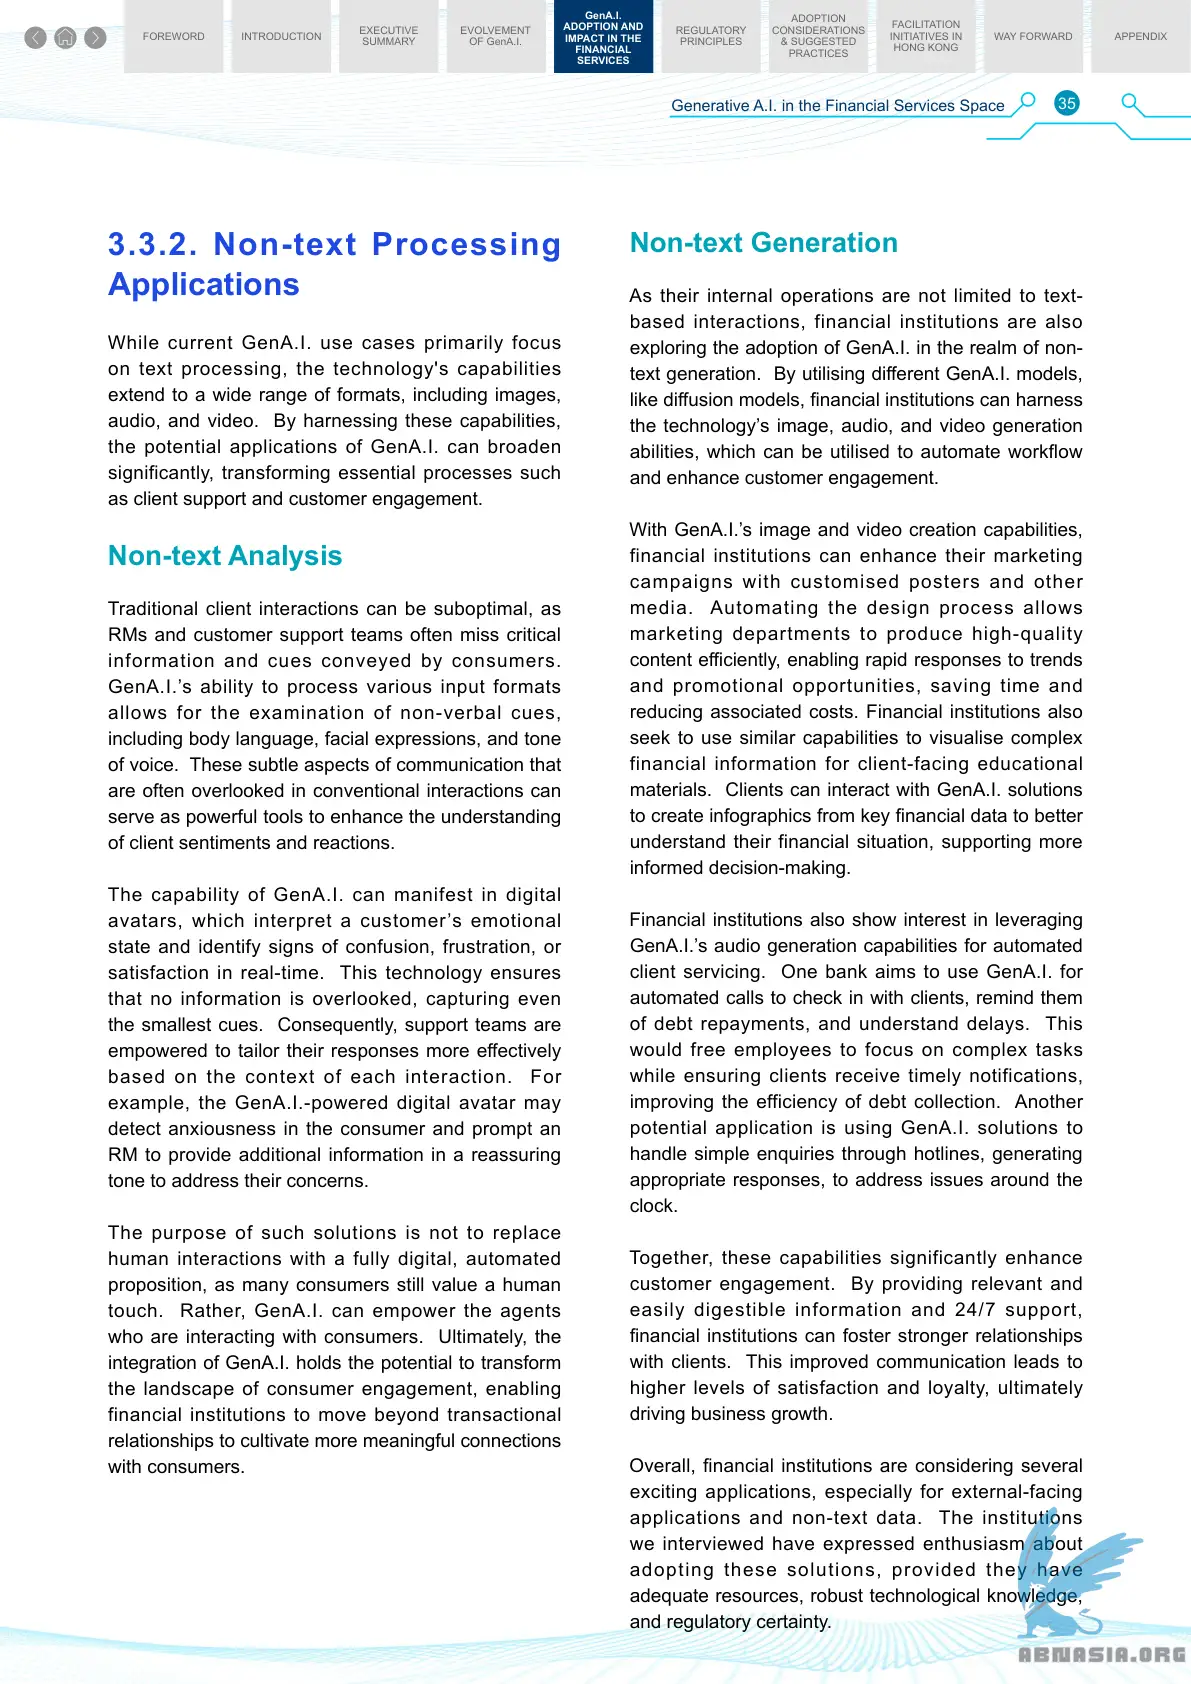 FOREWORD
INTRODUCTION
EXECUTIVE
SUMMARY
EVOLVEMENT
OF GenA.I.
GenA.I.
ADOPTION AND
IMPACT IN THE
FINANCIAL
SERVICES
REGULATORY
PRINCIPLES
ADOPTION
CONSIDERATIONS
& SUGGESTED
PRACTICES
FACILITATION
INITIATIVES IN
HONG KONG
WAY FORWARD
APPENDIX
Generative A.I. in the Financial Services Space
35
3.3.2. Non-text Processing
Applications
While current GenA.I. use cases primarily focus
on text processing, the technology's capabilities
extend to a wide range of formats, including images,
audio, and video. By harnessing these capabilities,
the potential applications of GenA.I. can broaden
significantly, transforming essential processes such
as client support and customer engagement.
Non-text Analysis
Traditional client interactions can be suboptimal, as
RMs and customer support teams often miss critical
information and cues conveyed by consumers.
GenA.I.’s ability to process various input formats
allows for the examination of non-verbal cues,
including body language, facial expressions, and tone
of voice. These subtle aspects of communication that
are often overlooked in conventional interactions can
serve as powerful tools to enhance the understanding
of client sentiments and reactions.
The capability of GenA.I. can manifest in digital
avatars, which interpret a customer’s emotional
state and identify signs of confusion, frustration, or
satisfaction in real-time. This technology ensures
that no information is overlooked, capturing even
the smallest cues. Consequently, support teams are
empowered to tailor their responses more effectively
based on the context of each interaction. For
example, the GenA.I.-powered digital avatar may
detect anxiousness in the consumer and prompt an
RM to provide additional information in a reassuring
tone to address their concerns.
The purpose of such solutions is not to replace
human interactions with a fully digital, automated
proposition, as many consumers still value a human
touch. Rather, GenA.I. can empower the agents
who are interacting with consumers. Ultimately, the
integration of GenA.I. holds the potential to transform
the landscape of consumer engagement, enabling
financial institutions to move beyond transactional
relationships to cultivate more meaningful connections
with consumers.
Non-text Generation
As their internal operations are not limited to text-
based interactions, financial institutions are also
exploring the adoption of GenA.I. in the realm of non-
text generation. By utilising different GenA.I. models,
like diffusion models, financial institutions can harness
the technology’s image, audio, and video generation
abilities, which can be utilised to automate workflow
and enhance customer engagement.
With GenA.I.’s image and video creation capabilities,
financial institutions can enhance their marketing
campaigns with customised posters and other
media. Automating the design process allows
marketing departments to produce high-quality
content efficiently, enabling rapid responses to trends
and promotional opportunities, saving time and
reducing associated costs. Financial institutions also
seek to use similar capabilities to visualise complex
financial information for client-facing educational
materials. Clients can interact with GenA.I. solutions
to create infographics from key financial data to better
understand their financial situation, supporting more
informed decision-making.
Financial institutions also show interest in leveraging
GenA.I.’s audio generation capabilities for automated
client servicing. One bank aims to use GenA.I. for
automated calls to check in with clients, remind them
of debt repayments, and understand delays. This
would free employees to focus on complex tasks
while ensuring clients receive timely notifications,
improving the efficiency of debt collection. Another
potential application is using GenA.I. solutions to
handle simple enquiries through hotlines, generating
appropriate responses, to address issues around the
clock.
Together, these capabilities significantly enhance
customer engagement. By providing relevant and
easily digestible information and 24/7 support,
financial institutions can foster stronger relationships
with clients. This improved communication leads to
higher levels of satisfaction and loyalty, ultimately
driving business growth.
Overall, financial institutions are considering several
exciting applications, especially for external-facing
applications and non-text data. The institutions
we interviewed have expressed enthusiasm about
adopting these solutions, provided they have
adequate resources, robust technological knowledge,
and regulatory certainty.
ABNASIA.ORG